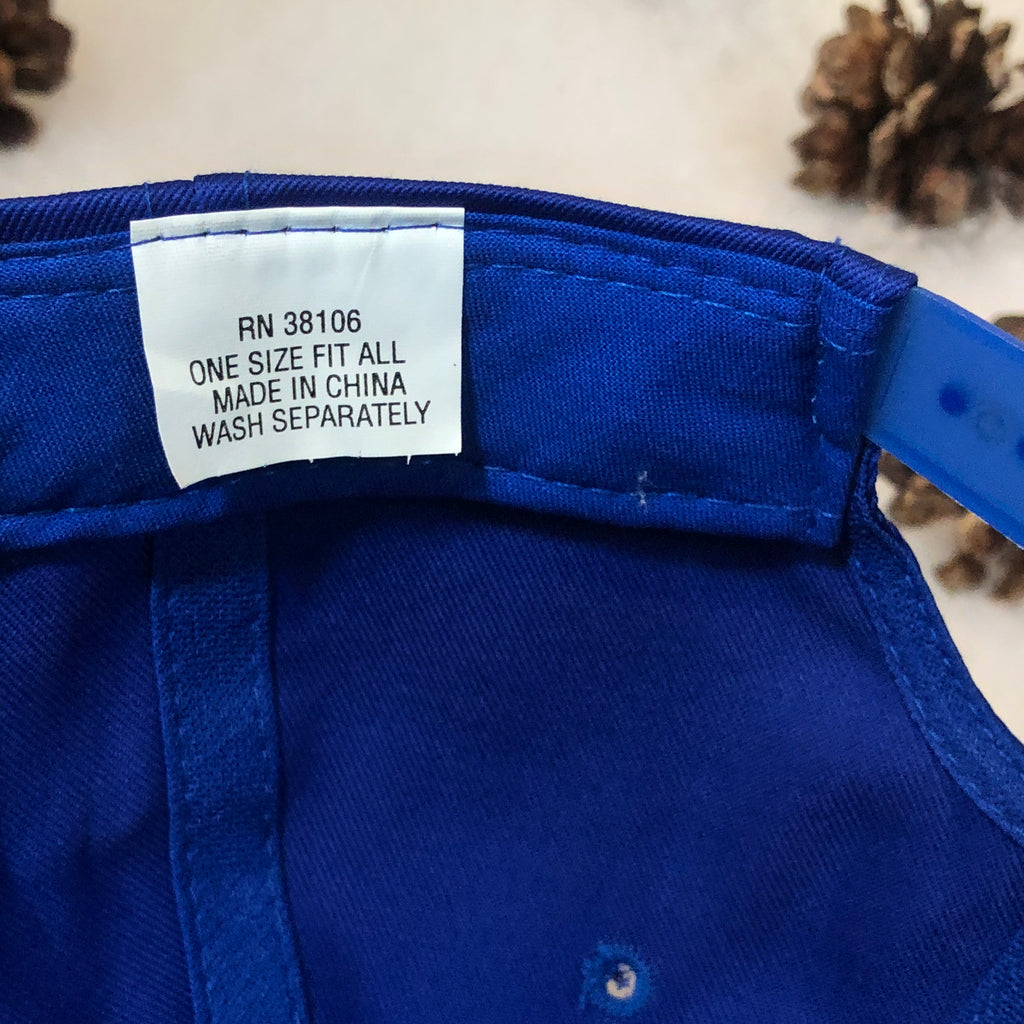 RN 38106
ONE SIZE FIT ALL
MADE IN CHINA
WASH SEPARATELY